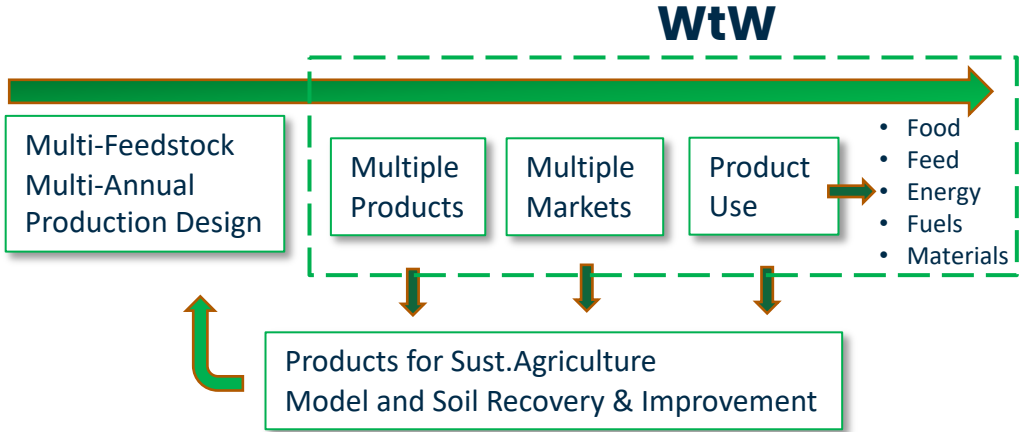 WtW
Multi-Feedstock
Multi-Annual
Production Design
Multiple
Products
Multiple
Markets
Product
Use
• Food
• Feed
• Energy
• Fuels
• Materials
Products for Sust.Agriculture
Model and Soil Recovery & Improvement